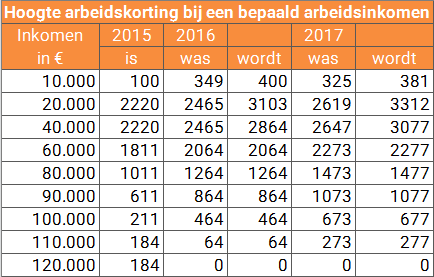 Hoogte arbeidskorting bij een bepaald arbeidsinkomen
Inkomen 2015 2016 2017
in € is was wordt was wordt
10.000 100 349 400 325 381
20.000 2220 2465 3103 2619 3312
40.000 2220 2465 2864 2647 3077
60.000 1811 2064 2064 2273 2277
80.000 1011 1264 1264 1473 1477
90.000 611 864 864 1073 1077
100.000 211 464 464 673 677
110.000 184 64 64 273 277
120.000 184 0 0 0 0